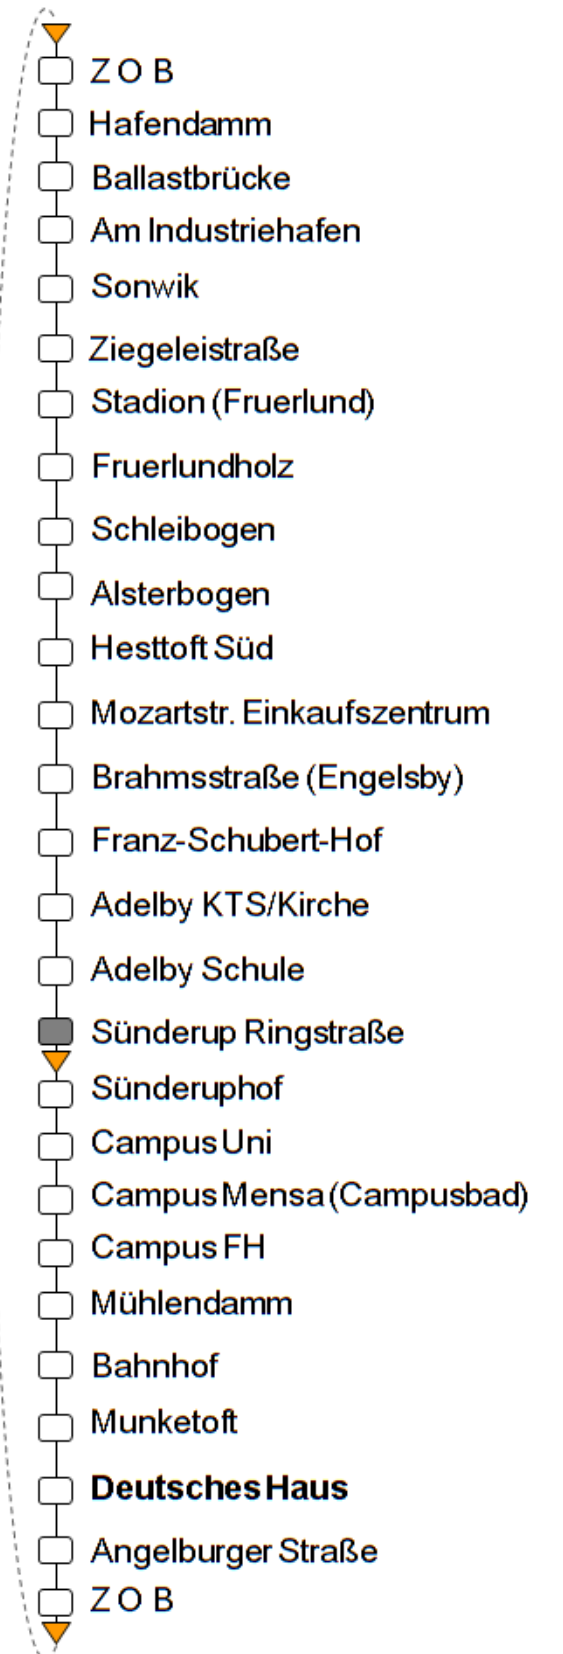 Z O B
Hafendamm
Ballastbrücke
Am Industriehafen
Sonwik
Ziegeleistraße
Stadion (Fruerlund)
Fruerlundholz
Schleibogen
Alsterbogen
Hesttoft Süd
Mozartstr. Einkaufszentrum
Brahmsstraße (Engelsby)
Franz-Schubert-Hof
Adelby KTS/Kirche
Adelby Schule
Sünderup Ringstraße
Sünderuphof
Campus Uni
Campus Mensa (Campusbad)
Campus FH
Mühlendamm
Bahnhof
Munketoft
Deutsches Haus
Angelburger Straße
Z O B